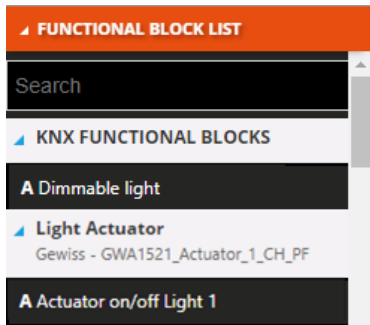 FUNCTIONAL BLOCK LIST
Search
KNX FUNCTIONAL BLOCKS
A Dimmable light
Light Actuator
Gewiss - GWA1521_Actuator_1_CH_PF
A Actuator on/off Light 1